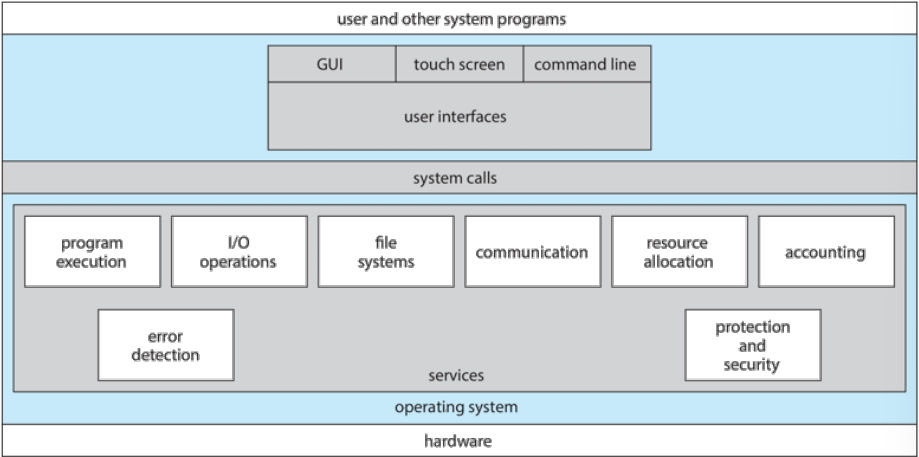 user and other system programs
GUI
touch screen
command line
user interfaces
system calls
program
execution
I/O
operations
file
systems
communication
resource
allocation
accounting
error
detection
protection
and
security
services
operating system
hardware